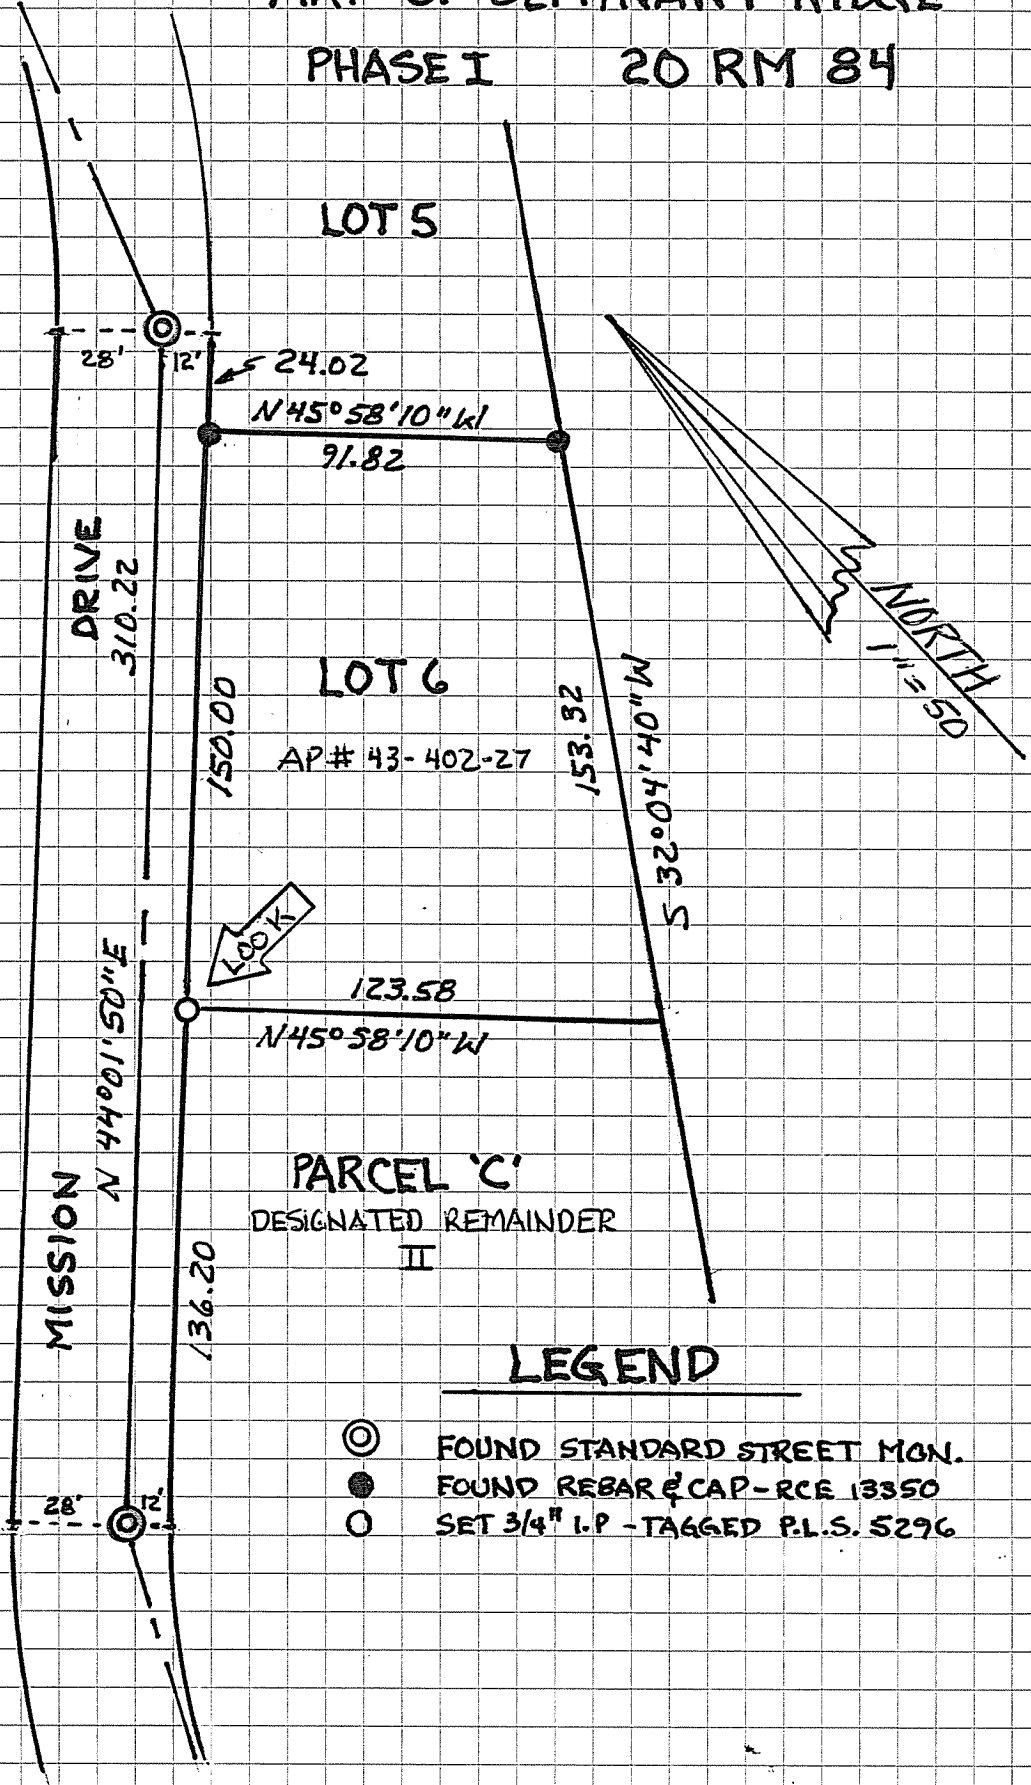 PHASE I 20 RM 84
LOT 5
28' 12'
24.02
N 45° 58' 10" W
91.82
DRIVE
310.22
150.00
LOT 6
AP# 43-402-27
153.32
S 32° 04' 40" W
NORTH
1" = 50
LOOK
123.58
N 45° 58' 10" W
N 44° 01' 50" E
MISSION
136.20
PARCEL 'C'
DESIGNATED REMAINDER
II
28' 12'
LEGEND
FOUND STANDARD STREET MON.
FOUND REBAR & CAP - RCE 13350
SET 3/4" I.P - TAGGED P.L.S. 5296